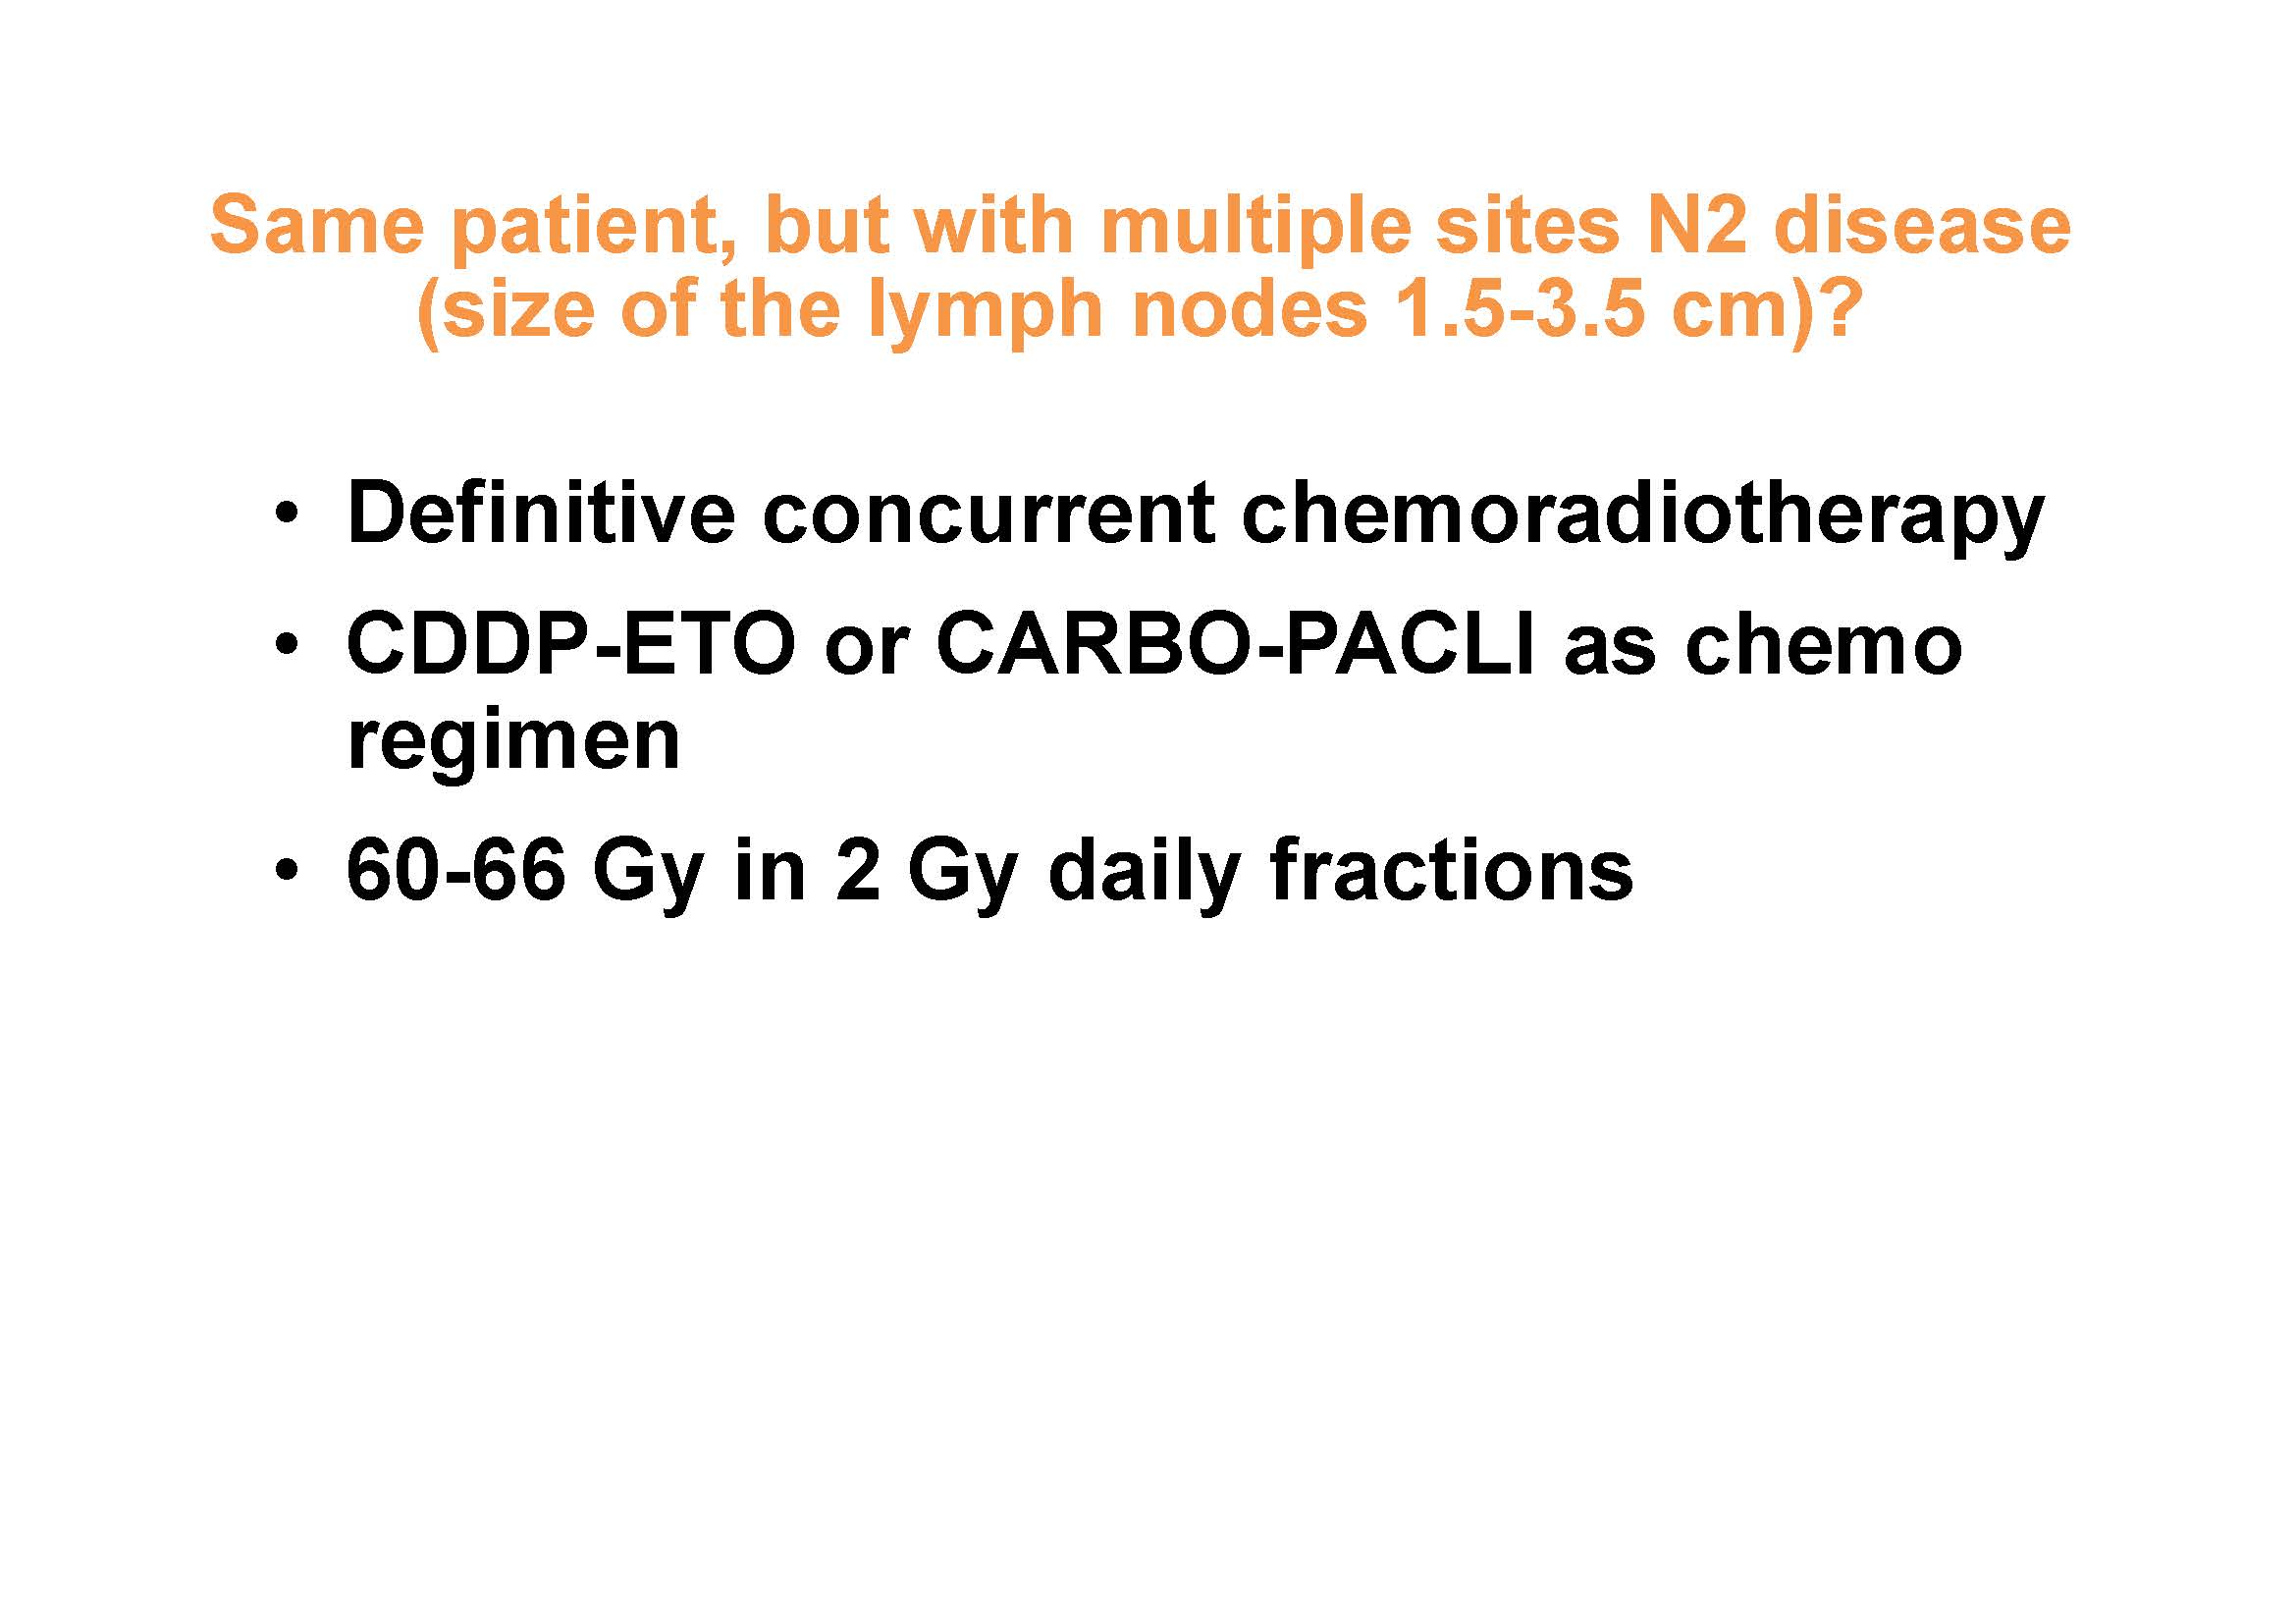 Same patient, but with multiple sites N2 disease
(size of the lymph nodes 1.5-3.5 cm)?
• Definitive concurrent chemoradiotherapy
• CDDP-ETO or CARBO-PACLI as chemo
regimen
• 60-66 Gy in 2 Gy daily fractions